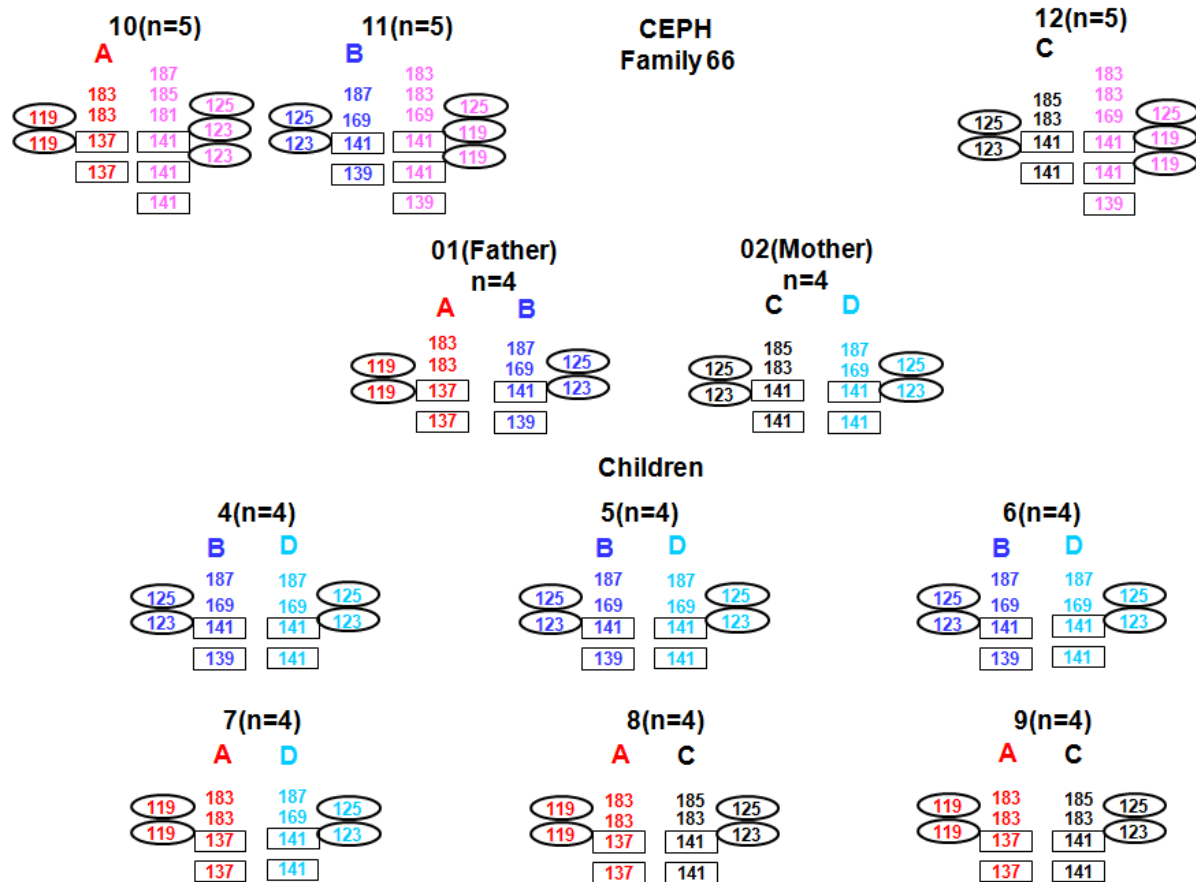 10(n=5) 11(n=5) CEPH 12(n=5)
A B Family 66 C
187 183 183
183 185 125 187 183 125 185 183 125
119 183 181 123 125 169 169 119 125 183 169 119
119 137 141 123 123 141 141 119 123 141 141 119
137 141 139 141 141 141
141 139 139
01(Father) 02(Mother)
n=4 n=4
A B C D
183 187 185 187
119 183 169 125 125 183 169 125
119 137 141 123 123 141 141 123
137 139 141 141
Children
4(n=4) 5(n=4) 6(n=4)
B D B D B D
187 187 187 187 187 187
125 169 169 125 125 169 169 125 125 169 169 125
123 141 141 123 123 141 141 123 123 141 141 123
139 141 139 141 139 141
7(n=4) 8(n=4) 9(n=4)
A D A C A C
183 187 183 185 183 185
119 183 169 125 119 183 183 125 119 183 183 125
119 137 141 123 119 137 141 123 119 137 141 123
137 141 137 141 137 141